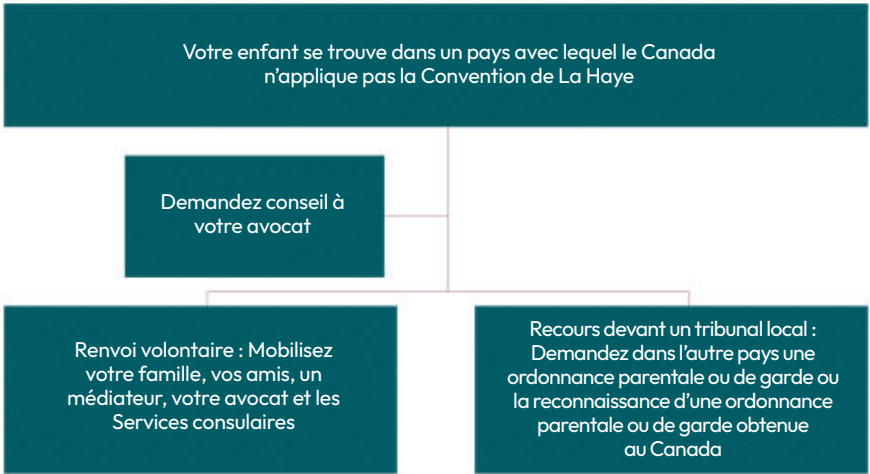 Votre enfant se trouve dans un pays avec lequel le Canada
n’applique pas la Convention de La Haye
Demandez conseil à
votre avocat
Renvoi volontaire : Mobilisez
votre famille, vos amis, un
médiateur, votre avocat et les
Services consulaires
Recours devant un tribunal local :
Demandez dans l’autre pays une
ordonnance parentale ou de garde ou
la reconnaissance d’une ordonnance
parentale ou de garde obtenue
au Canada